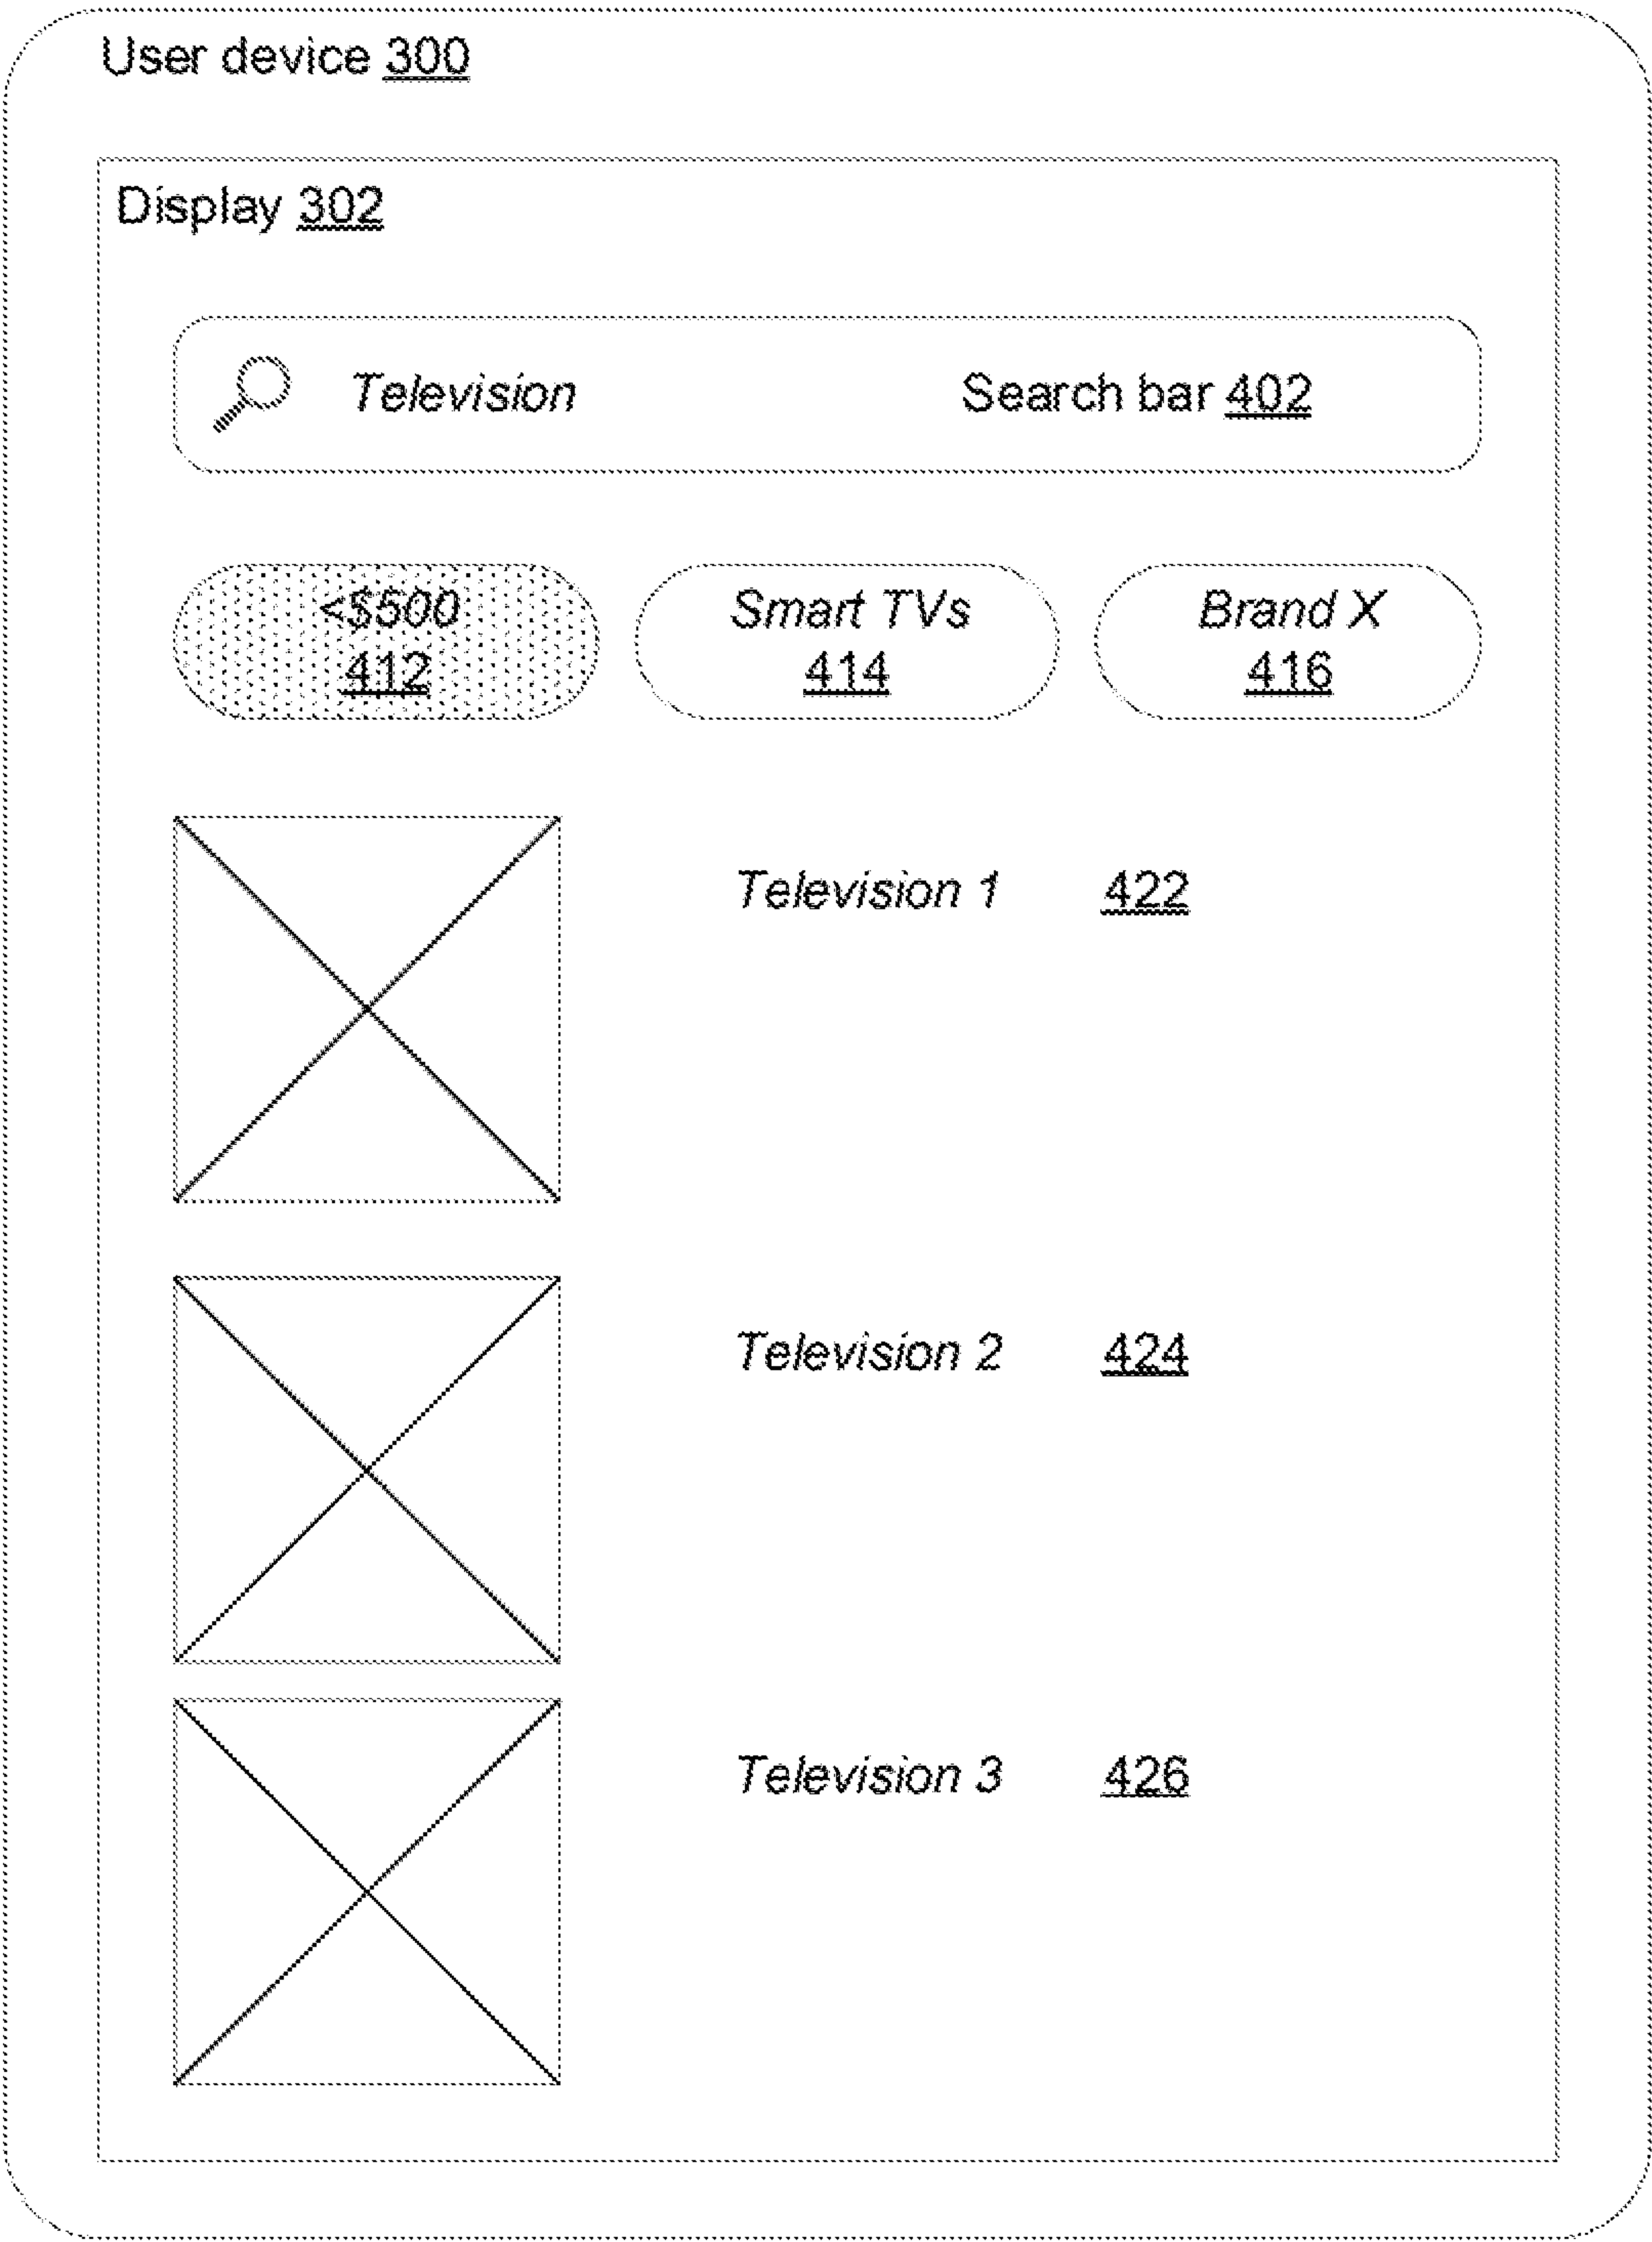 User device 300
Display 302
Television Search bar 402
<$500 Smart TVs Brand X
412 414 416
Television 1 422
Television 2 424
Television 3 426